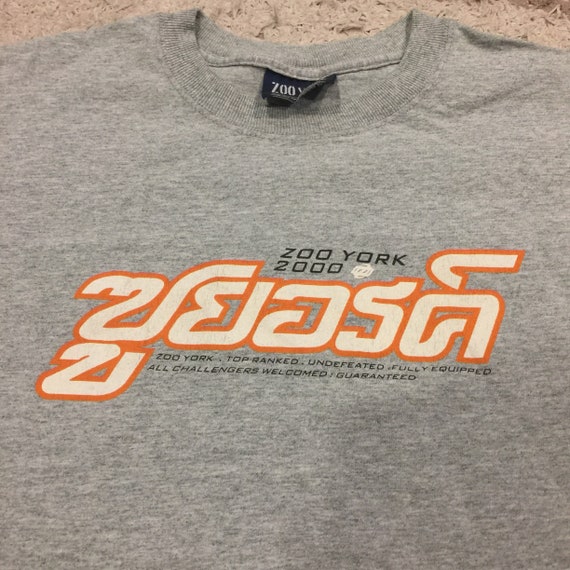 ZOO Y
ZOO YORK
2000
ซูยอรค์
ZOO YORK . TOP RANKED . UNDEFEATED . FULLY EQUIPPED
ALL CHALLENGERS WELCOMED . GUARANTEED